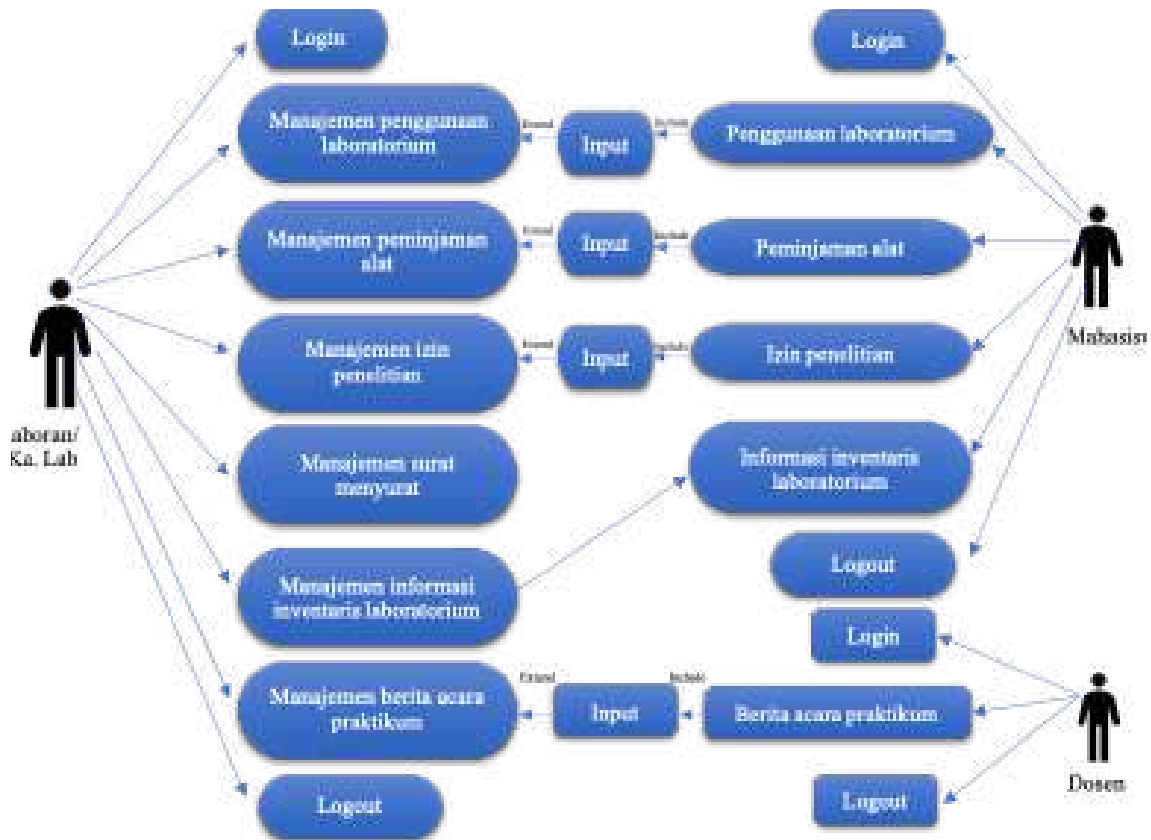 Login
Login
Manajemen penggunaan
laboratorium
Extend
Input
Include
Penggunaan laboratorium
Manajemen peminjaman
alat
Extend
Input
Include
Peminjaman alat
Manajemen izin
penelitian
Extend
Input
Include
Izin penelitian
Mahasisw
aboran/
Ka. Lab
Manajemen surat
menyurat
Informasi inventaris
laboratorium
Logout
Manajemen informasi
inventaris laboratorium
Login
Manajemen berita acara
praktikum
Extend
Input
Include
Berita acara praktikum
Dosen
Logout
Logout